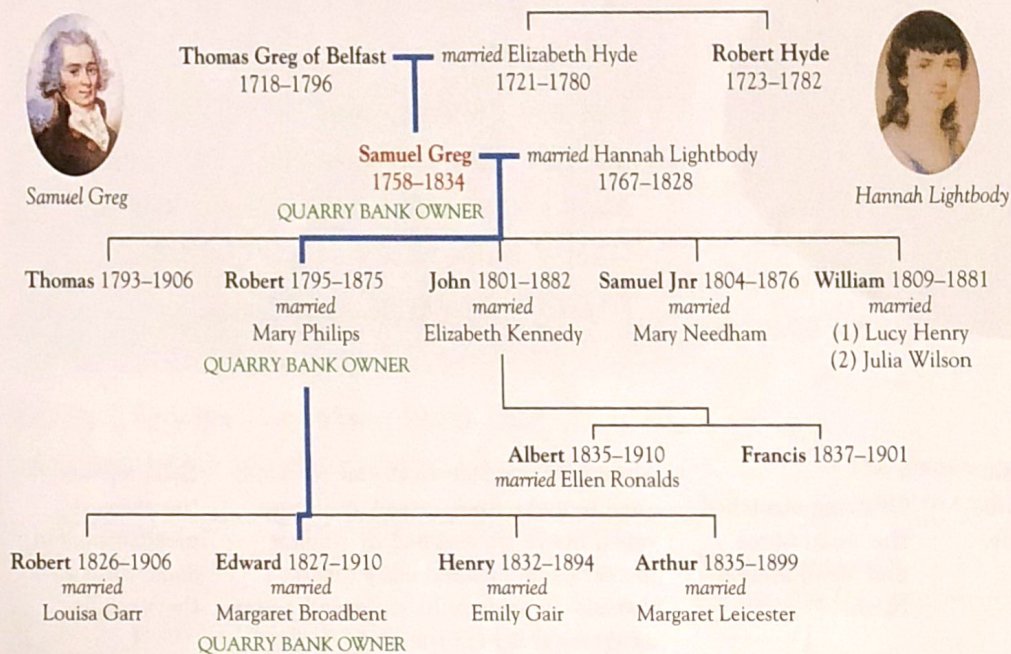 Thomas Greg of Belfast married Elizabeth Hyde Robert Hyde
1718–1796 1721–1780 1723–1782
Samuel Greg married Hannah Lightbody
1758–1834 1767–1828
Samuel Greg Hannah Lightbody
QUARRY BANK OWNER
Thomas 1793–1906 Robert 1795–1875 John 1801–1882 Samuel Jnr 1804–1876 William 1809–1881
married married married married
Mary Philips Elizabeth Kennedy Mary Needham (1) Lucy Henry
QUARRY BANK OWNER (2) Julia Wilson
Albert 1835–1910 Francis 1837–1901
married Ellen Ronalds
Robert 1826–1906 Edward 1827–1910 Henry 1832–1894 Arthur 1835–1899
married married married married
Louisa Garr Margaret Broadbent Emily Gair Margaret Leicester
QUARRY BANK OWNER